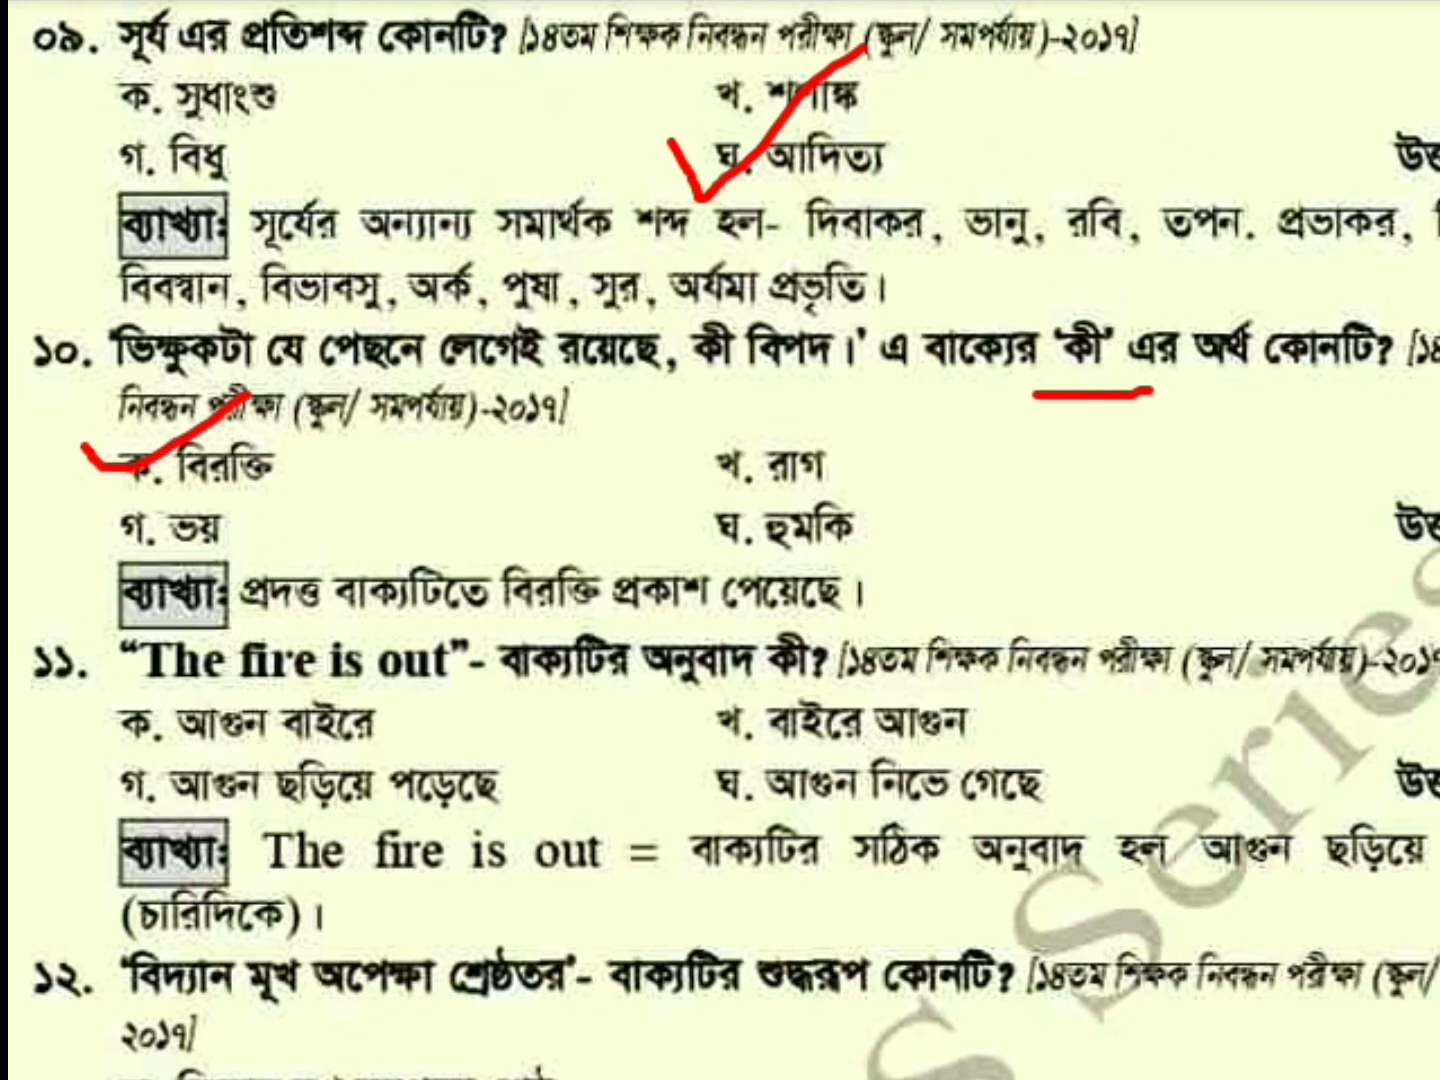 ০৯. সূর্য এর প্রতিশব্দ কোনটি? [১৪তম শিক্ষক নিবন্ধন পরীক্ষা (স্কুল/ সমপর্যায়)-২০১৭]
ক. সুধাংশু খ. শশাঙ্ক
গ. বিধু ঘ. আদিত্য
ব্যাখ্যা: সূর্যের অন্যান্য সমার্থক শব্দ হল- দিবাকর, ভানু, রবি, তপন. প্রভাকর,
বিবস্বান, বিভাবসু, অর্ক, পুষা, সুর, অর্যমা প্রভৃতি।
১০. 'ভিক্ষুকটা যে পেছনে লেগেই রয়েছে, কী বিপদ।' এ বাক্যের 'কী' এর অর্থ কোনটি? [১৪
নিবন্ধন পরীক্ষা (স্কুল/ সমপর্যায়)-২০১৭]
ক. বিরক্তি খ. রাগ
গ. ভয় ঘ. হুমকি
ব্যাখ্যা: প্রদত্ত বাক্যটিতে বিরক্তি প্রকাশ পেয়েছে।
১১. “The fire is out”- বাক্যটির অনুবাদ কী? [১৪তম শিক্ষক নিবন্ধন পরীক্ষা (স্কুল/ সমপর্যায়)-২০১৭
ক. আগুন বাইরে খ. বাইরে আগুন
গ. আগুন ছড়িয়ে পড়েছে ঘ. আগুন নিভে গেছে
ব্যাখ্যা: The fire is out = বাক্যটির সঠিক অনুবাদ হল আগুন ছড়িয়ে
(চারিদিকে)।
১২. 'বিদ্যান মূখ অপেক্ষা শ্রেষ্ঠতর'- বাক্যটির শুদ্ধরূপ কোনটি? [১৪তম শিক্ষক নিবন্ধন পরীক্ষা (স্কুল/
২০১৭]
S Series